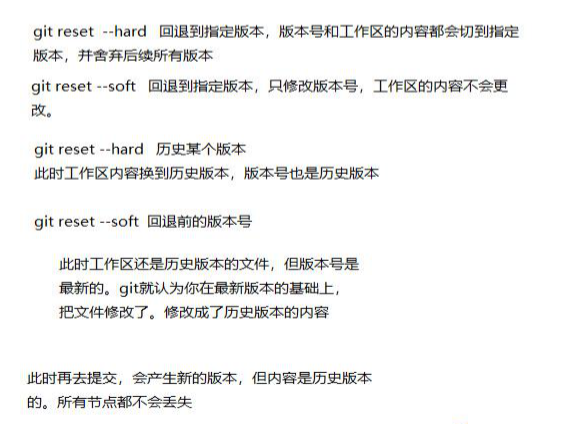 git reset --hard 回退到指定版本，版本号和工作区的内容都会切到指定
版本，并舍弃后续所有版本
git reset --soft 回退到指定版本，只修改版本号，工作区的内容不会更
改。
git reset --hard 历史某个版本
此时工作区内容换到历史版本，版本号也是历史版本
git reset --soft 回退前的版本号
此时工作区还是历史版本的文件，但版本号是
最新的。git就认为你在最新版本的基础上，
把文件修改了。修改成了历史版本的内容
此时再去提交，会产生新的版本，但内容是历史版本
的。所有节点都不会丢失